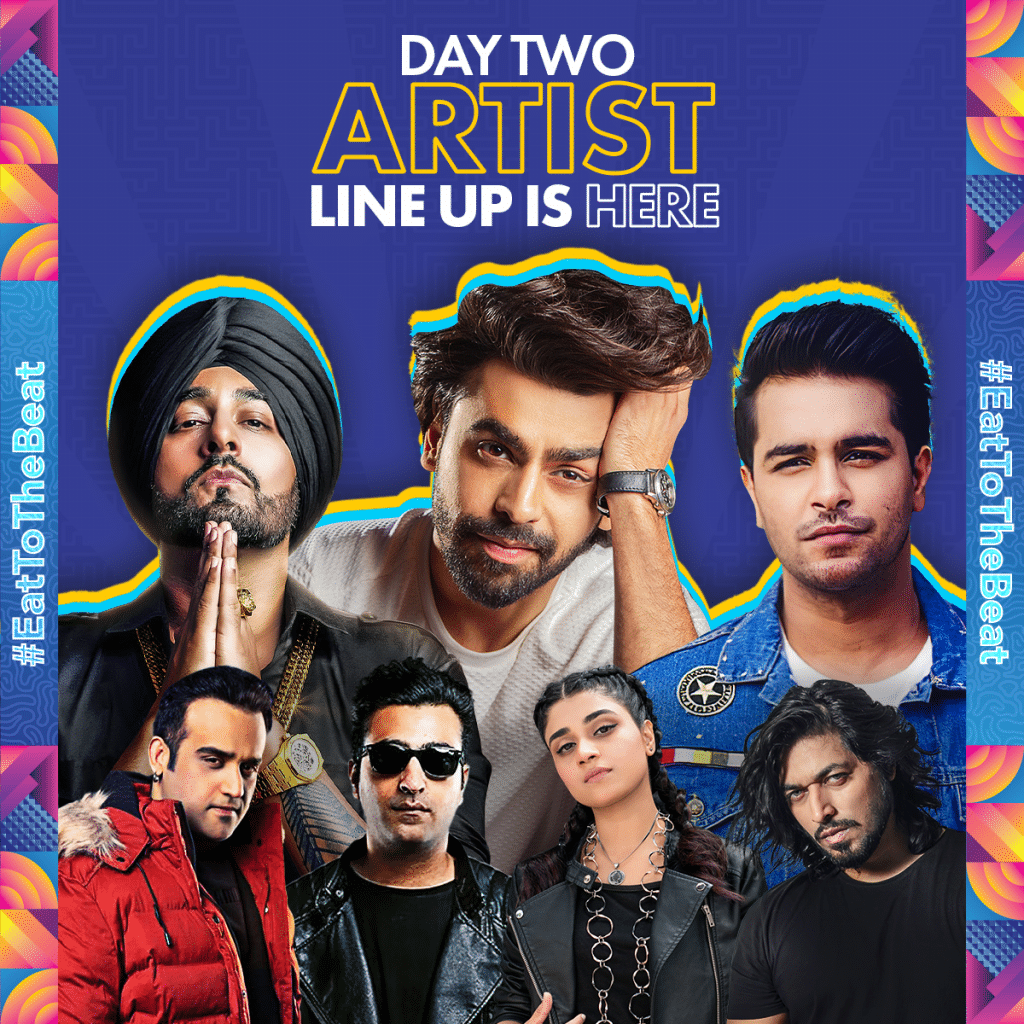 DAY TWO
ARTIST
LINE UP IS HERE
#EatToTheBeat
#EatToTheBeat